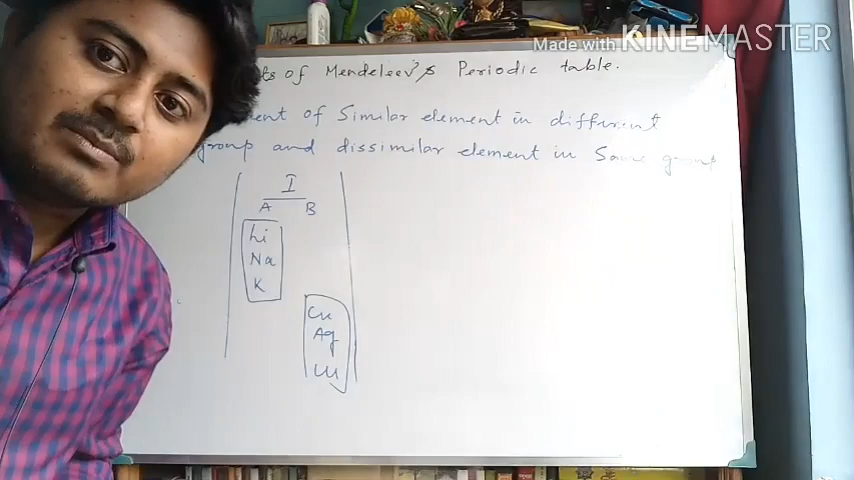 Made with KINEMASTER
ts of Mendeleev's Periodic table.
ent of Similar element in different
group and dissimilar element in Same group
I
A B
Li
Na
K
Cu
Ag